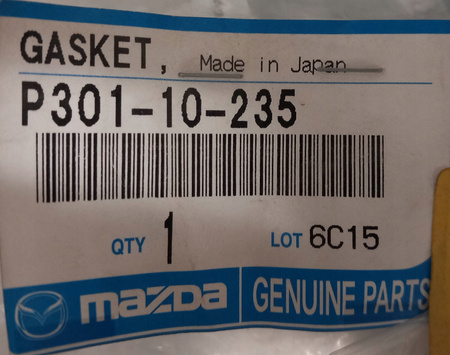 GASKET, Made in Japan
P301-10-235
QTY 1 LOT 6C15
mazda GENUINE PARTS